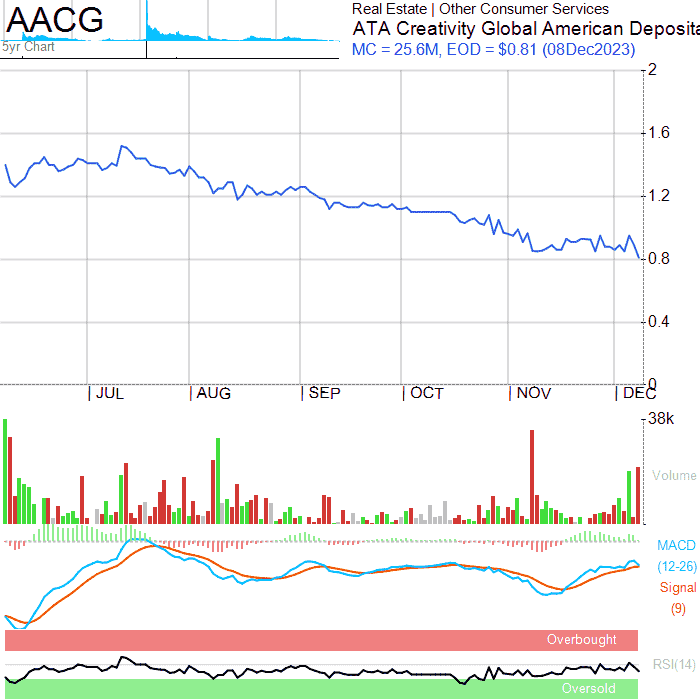 AACG
5yr Chart
Real Estate | Other Consumer Services
ATA Creativity Global American Deposita
MC = 25.6M, EOD = $0.81 (08Dec2023)
2
1.6
1.2
0.8
0.4
0
JUL AUG SEP OCT NOV DEC
38k
Volume
MACD
(12-26)
Signal
(9)
Overbought
RSI(14)
Oversold